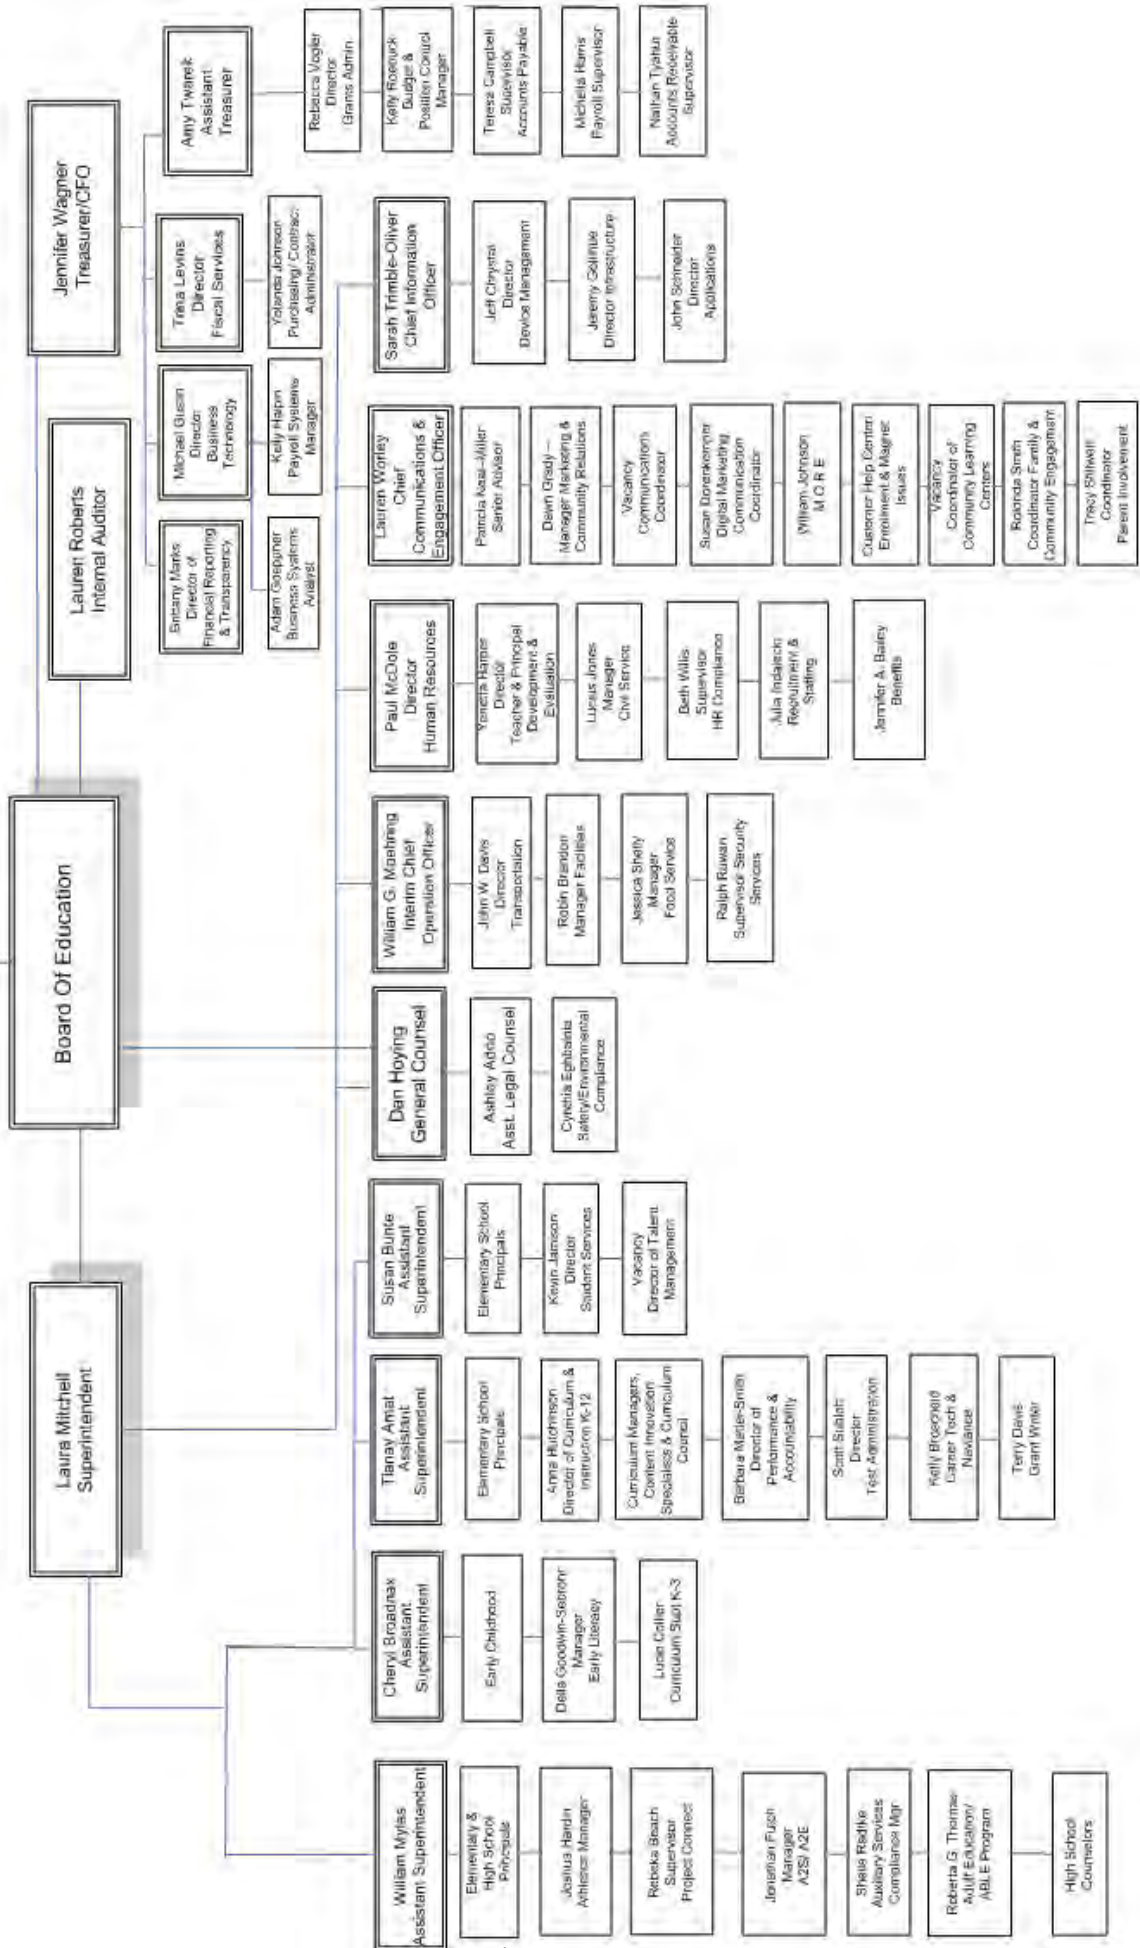 Board Of Education
Laura Mitchell
Superintendent
Lauren Roberts
Internal Auditor
Jennifer Wagner
Treasurer/CFO
Brittany Marks
Director of
Financial Reporting
& Transparency
Michael Gustin
Director
Business
Technology
Trina Levins
Director
Fiscal Services
Amy Twarek
Assistant
Treasurer
Adam Goeppner
Business Systems
Analyst
Kelly Halpin
Payroll Systems
Manager
Yolanda Johnson
Purchasing/ Contract
Administrator
Rebecca Vogler
Director
Grants Admin
Kelly
Budget &
Position Control
Manager
Teresa Campbell
Supervisor
Accounts Payable
Michella Harris
Payroll Supervisor
Nathan Tyahur
Accounts Receivable
Supervisor
William Myles
Assistant Superintendent
Elementary &
High School
Principals
Joshua Hardin
Athletics Manager
Rebeka Beach
Supervisor
Project Connect
Jonathan
Manager
A2S/ A2E
Sheila Radtke
Auxiliary Services
Compliance Mgr
Roberta G. Thomas
Adult Education/
ABLE Program
High School
Counselors
Cheryl Broadnax
Assistant
Superintendent
Early Childhood
Della Goodwin-
Manager
Early Literacy
Lucie Collier
Curriculum Supt K-3
Tianay Amat
Assistant
Superintendent
Elementary School
Principals
Anna Hutchinson
Director of Curriculum &
Instruction K-12
Curriculum Managers,
Content Innovation
Specialists & Curriculum
Council
Barbara
Director of
Performance &
Accountability
Scott
Director
Test Administration
Kelly Broscheid
Career Tech &
Naviance
Terry Davis
Grant Writer
Susan Bunte
Assistant
Superintendent
Elementary School
Principals
Kevin Jamison
Director
Student Services
Vacancy
Director of Talent
Management
Dan Hoying
General Counsel
Ashley Addo
Asst. Legal Counsel
Cynthia Eghbalnia
Safety/Environmental
Compliance
William G. Moehring
Interim Chief
Operation Officer
John W. Davis
Director
Transportation
Robin Brandon
Manager Facilities
Jessica Shelly
Manager
Food Service
Ralph Ruwan
Supervisor Security
Services
Paul McDole
Director
Human Resources
Yenetta Harper
Director
Teacher & Principal
Development &
Evaluation
Luscus Jones
Manager
Civil Service
Beth Willis
Supervisor
HR Compliance
Julia Indalecio
Recruitment &
Staffing
Jennifer A. Bailey
Benefits
Lauren Worley
Chief
Communications &
Engagement Officer
Patricia Neal-Miller
Senior Advisor
Dawn Grady –
Manager Marketing &
Community Relations
Vacancy
Communications
Coordinator
Susan Dorenkemper
Digital Marketing
Communication
Coordinator
William Johnson
M.O.R.E
Customer Help Center
Enrollment & Magnet
Issues
Vacancy
Coordinator of
Community Learning
Centers
Rolonda Smith
Coordinator Family &
Community Engagement
Tracy Stillwell
Coordinator
Parent Involvement
Sarah Trimble-Oliver
Chief Information
Officer
Jeff Chrystal
Director
Device Management
Jeremy Gollihue
Director Infrastructure
John Schneider
Director
Applications